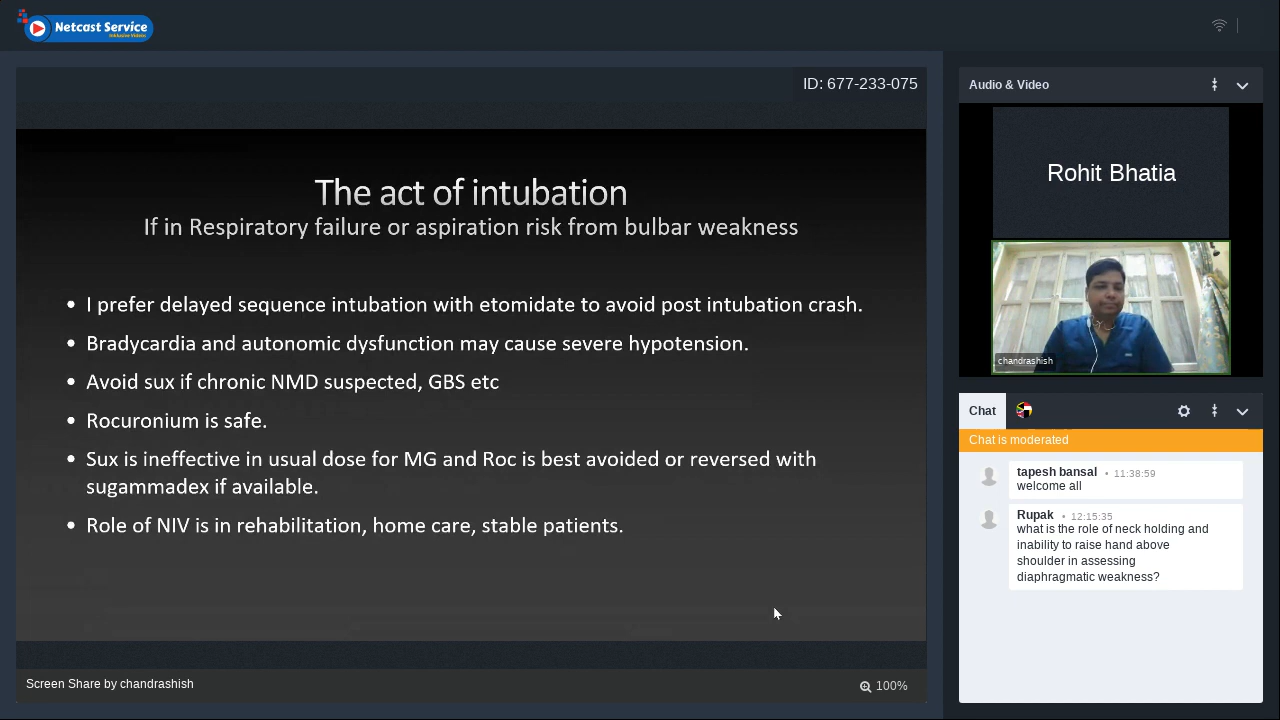 Netcast Service
Inklusive Videos
ID: 677-233-075
The act of intubation
If in Respiratory failure or aspiration risk from bulbar weakness
• I prefer delayed sequence intubation with etomidate to avoid post intubation crash.
• Bradycardia and autonomic dysfunction may cause severe hypotension.
• Avoid sux if chronic NMD suspected, GBS etc
• Rocuronium is safe.
• Sux is ineffective in usual dose for MG and Roc is best avoided or reversed with
sugammadex if available.
• Role of NIV is in rehabilitation, home care, stable patients.
Screen Share by chandrashish
100%
Audio & Video
Rohit Bhatia
chandrashish
Chat
Chat is moderated
tapesh bansal • 11:38:59
welcome all
Rupak • 12:15:35
what is the role of neck holding and
inability to raise hand above
shoulder in assessing
diaphragmatic weakness?